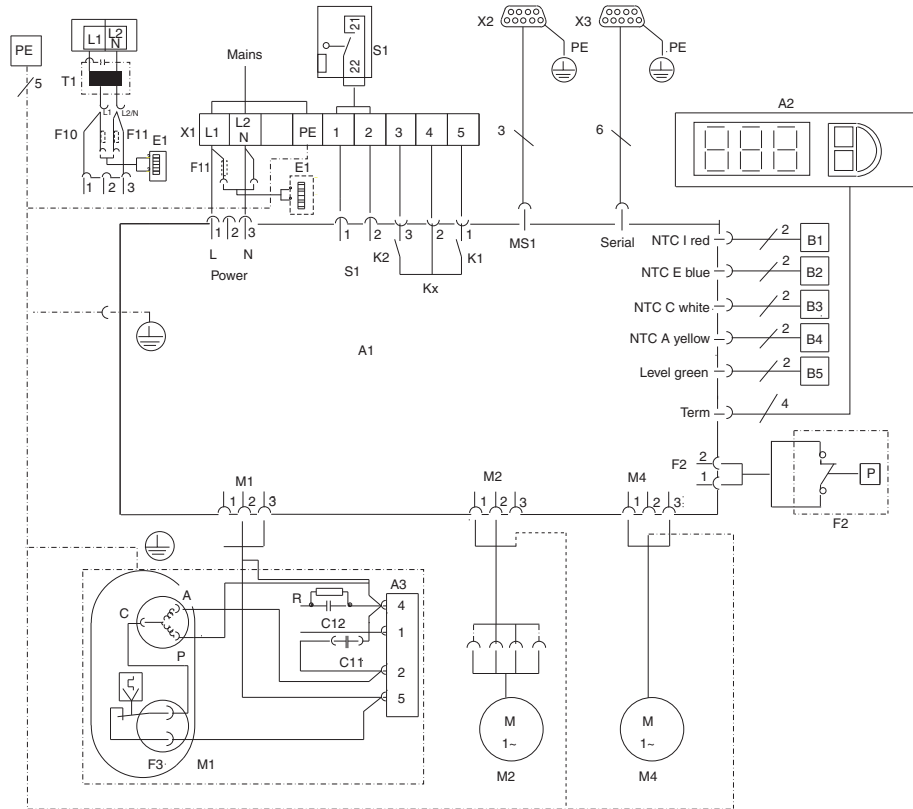 X2
X3
21
S1
22
PE
PE
L1
L2
N
PE
5
T1
Mains
L1
L2/N
F10
F11
E1
1 2 3
X1
L1
L2
N
PE
1
2
3
4
5
F11
E1
3
6
A2
1 2 3
L
N
Power
1
2
S1
3
2
1
K2
K1
Kx
MS1
Serial
NTC I red
2
B1
NTC E blue
2
B2
NTC C white
2
B3
NTC A yellow
2
B4
Level green
2
B5
Term
4
A1
F2
2
1
P
F2
M1
1 2 3
M2
1 2 3
M4
1 2 3
A3
R
4
C12
1
C11
2
5
C
A
P
F3
M1
M
1~
M2
M
1~
M4